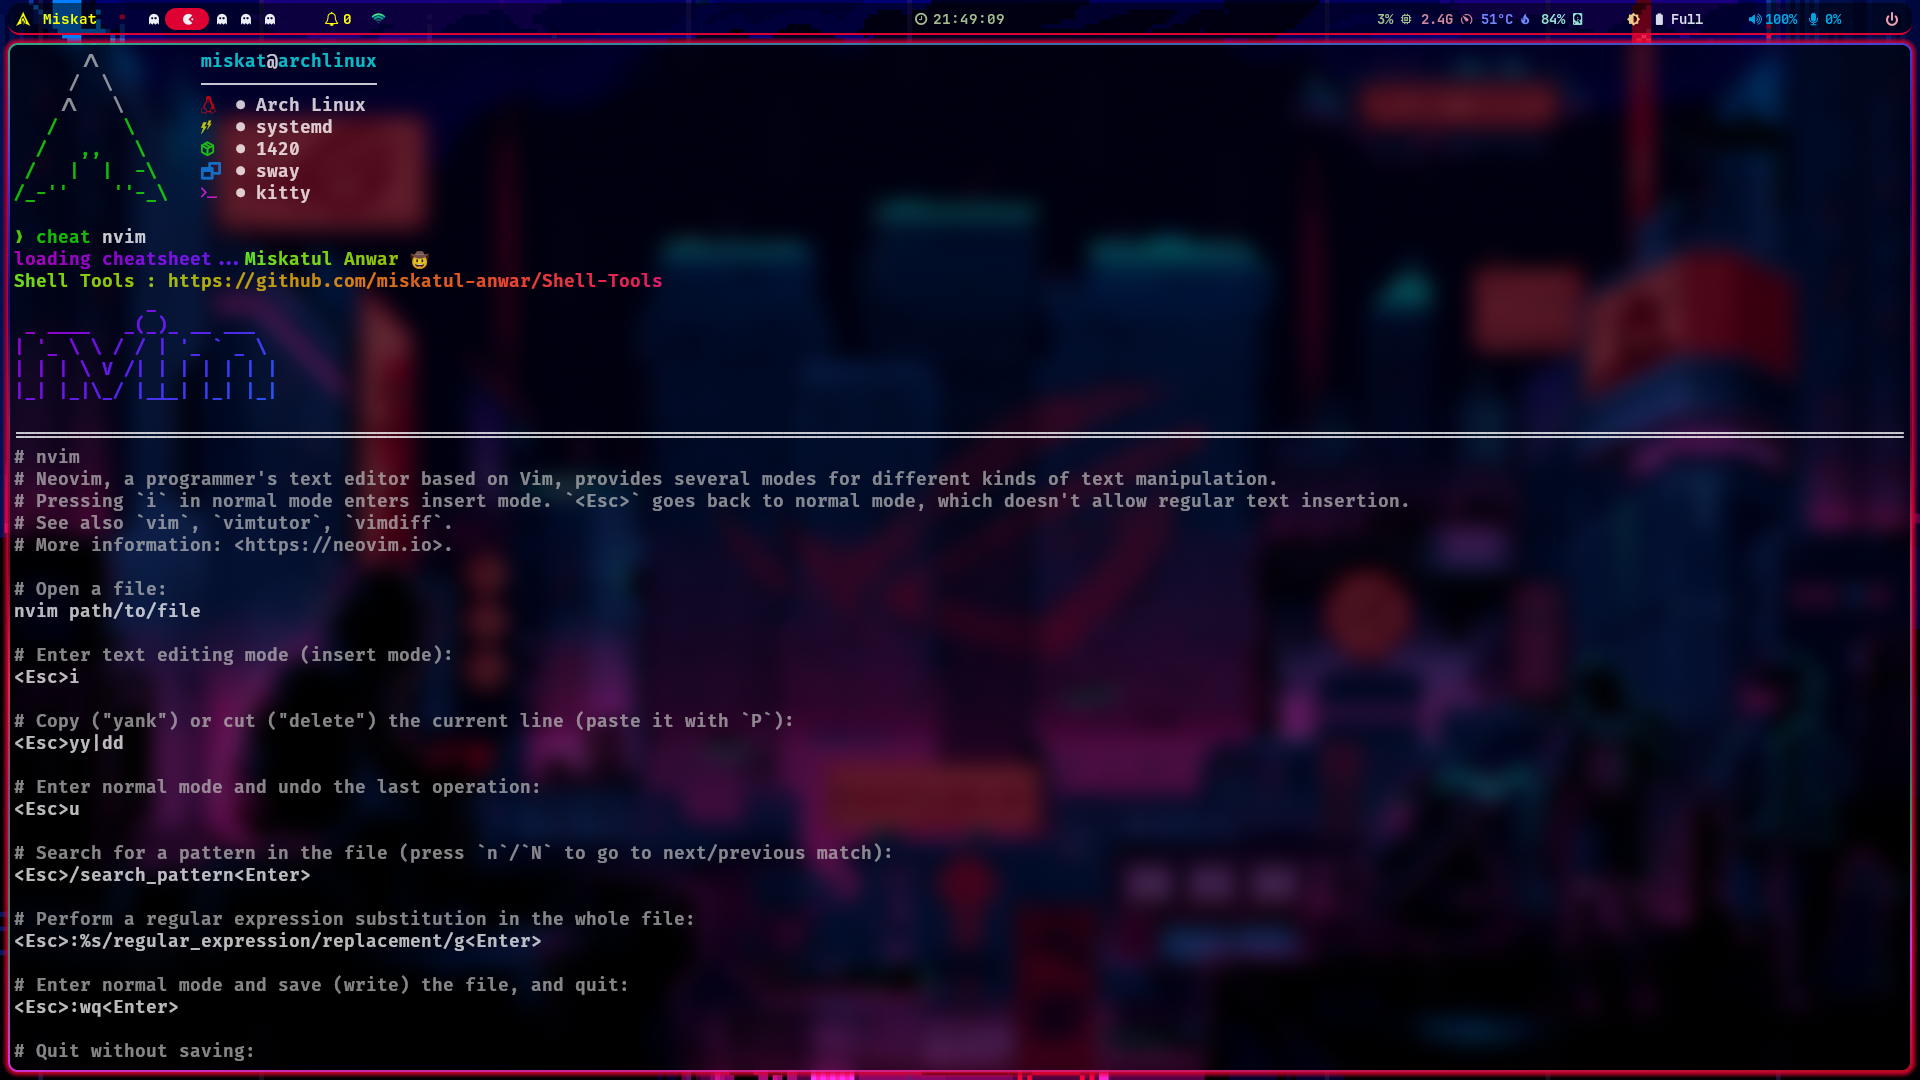 Miskat 0 21:49:09 3% 2.4G 51°C 84% Full 100% 0%
miskat@archlinux
● Arch Linux
● systemd
● 1420
● sway
● kitty
❯ cheat nvim
loading cheatsheet ... Miskatul Anwar 🤠
Shell Tools : https://github.com/miskatul-anwar/Shell-Tools
nvim
# nvim
# Neovim, a programmer's text editor based on Vim, provides several modes for different kinds of text manipulation.
# Pressing `i` in normal mode enters insert mode. `<Esc>` goes back to normal mode, which doesn't allow regular text insertion.
# See also `vim`, `vimtutor`, `vimdiff`.
# More information: <https://neovim.io>.
# Open a file:
nvim path/to/file
# Enter text editing mode (insert mode):
<Esc>i
# Copy ("yank") or cut ("delete") the current line (paste it with `P`):
<Esc>yy|dd
# Enter normal mode and undo the last operation:
<Esc>u
# Search for a pattern in the file (press `n`/`N` to go to next/previous match):
<Esc>/search_pattern<Enter>
# Perform a regular expression substitution in the whole file:
<Esc>:%s/regular_expression/replacement/g<Enter>
# Enter normal mode and save (write) the file, and quit:
<Esc>:wq<Enter>
# Quit without saving: